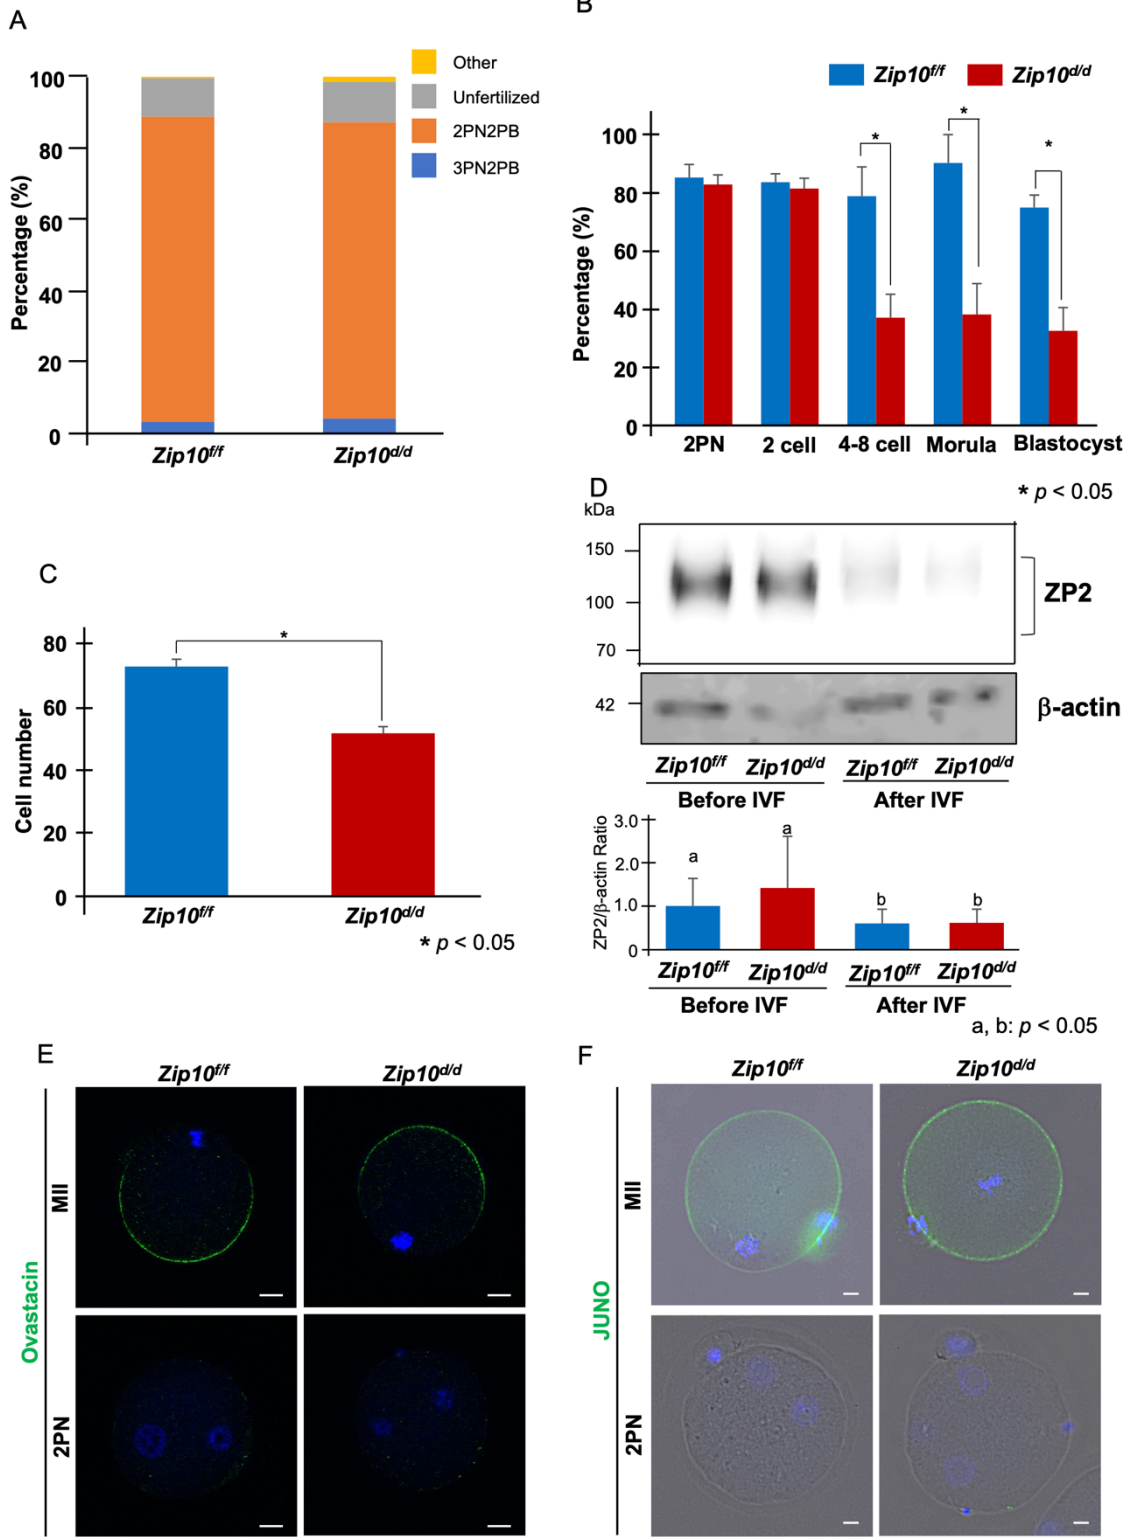 A
Other
Unfertilized
2PN2PB
3PN2PB
100
80
60
40
20
0
Percentage (%)
Zip10f/f
Zip10d/d
B
Zip10f/f
Zip10d/d
100
80
60
40
20
0
Percentage (%)
*
*
*
2PN
2 cell
4-8 cell
Morula
Blastocyst
* p < 0.05
C
80
60
40
20
0
Cell number
*
Zip10f/f
Zip10d/d
* p < 0.05
D
kDa
150
100
70
ZP2
42
β-actin
Zip10f/f Zip10d/d Zip10f/f Zip10d/d
Before IVF After IVF
3.0
2.0
1.0
0
ZP2/β-actin Ratio
a
a
b
b
Zip10f/f Zip10d/d Zip10f/f Zip10d/d
Before IVF After IVF
a, b: p < 0.05
E
Zip10f/f
Zip10d/d
Ovastacin
MII
2PN
F
Zip10f/f
Zip10d/d
JUNO
MII
2PN